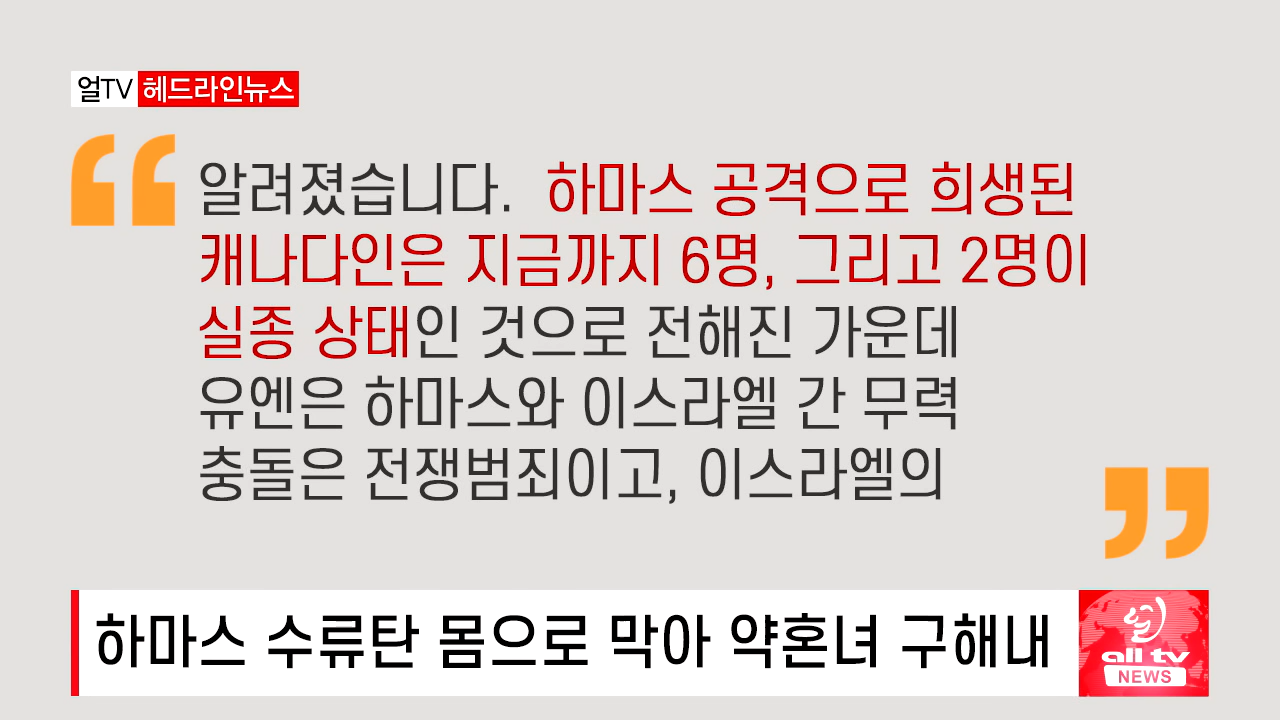 얼TV 헤드라인뉴스
알려졌습니다. 하마스 공격으로 희생된
캐나다인은 지금까지 6명, 그리고 2명이
실종 상태인 것으로 전해진 가운데
유엔은 하마스와 이스라엘 간 무력
충돌은 전쟁범죄이고, 이스라엘의
하마스 수류탄 몸으로 막아 약혼녀 구해내
얼
all tv
NEWS